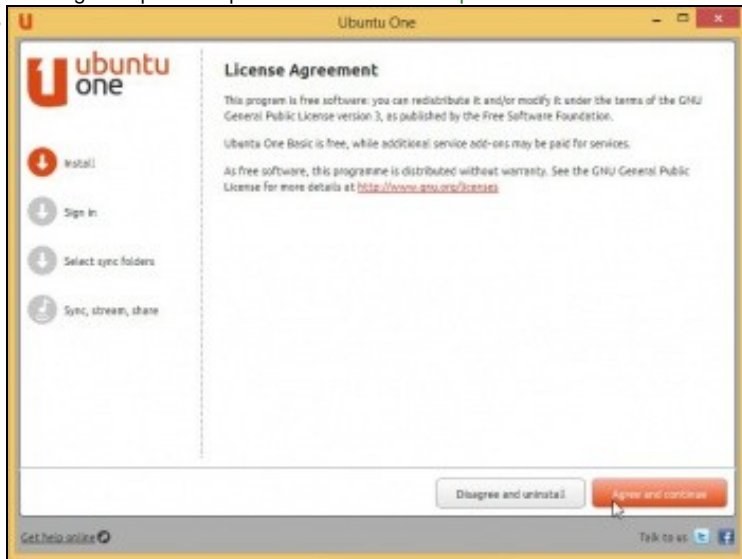 Ubuntu One
ubuntu
one
License Agreement
This program is free software: you can redistribute it and/or modify it under the terms of the GNU
General Public License version 3, as published by the Free Software Foundation.
Ubuntu One Basic is free, while additional service add-ons may be paid for services.
As free software, this programme is distributed without warranty. See the GNU General Public
License for more details at http://www.gnu.org/licenses
Install
Sign in
Select sync folders
Sync, stream, share
Disagree and uninstall
Agree and continue
Get help online
Talk to us